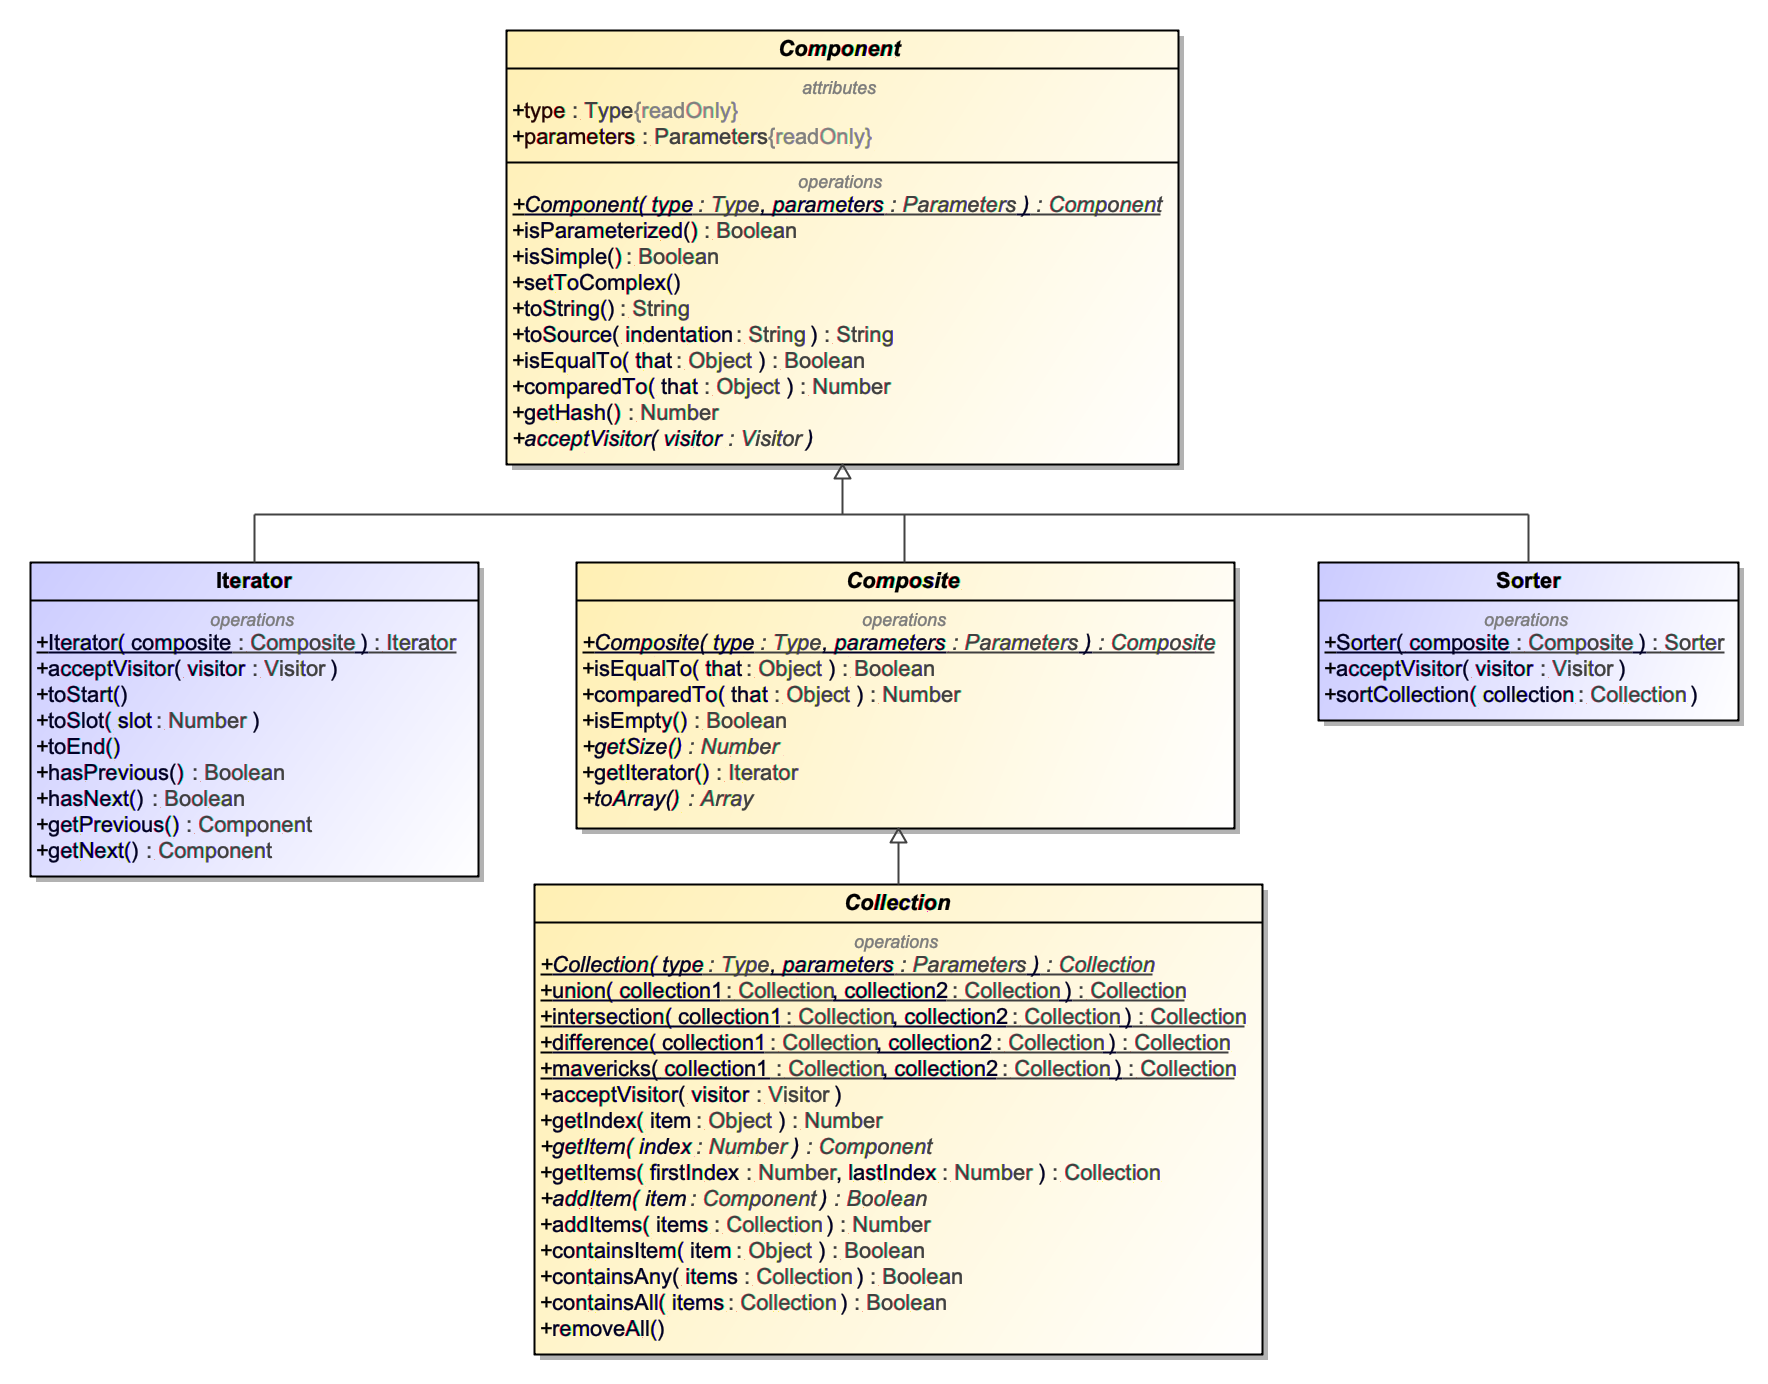 Component
attributes
+type : Type{readOnly}
+parameters : Parameters{readOnly}
operations
+Component( type : Type, parameters : Parameters ) : Component
+isParameterized() : Boolean
+isSimple() : Boolean
+setToComplex()
+toString() : String
+toSource( indentation : String ) : String
+isEqualTo( that : Object ) : Boolean
+comparedTo( that : Object ) : Number
+getHash() : Number
+acceptVisitor( visitor : Visitor )
Iterator
operations
+Iterator( composite : Composite ) : Iterator
+acceptVisitor( visitor : Visitor )
+toStart()
+toSlot( slot : Number )
+toEnd()
+hasPrevious() : Boolean
+hasNext() : Boolean
+getPrevious() : Component
+getNext() : Component
Composite
operations
+Composite( type : Type, parameters : Parameters ) : Composite
+isEqualTo( that : Object ) : Boolean
+comparedTo( that : Object ) : Number
+isEmpty() : Boolean
+getSize() : Number
+getIterator() : Iterator
+toArray() : Array
Sorter
operations
+Sorter( composite : Composite ) : Sorter
+acceptVisitor( visitor : Visitor )
+sortCollection( collection : Collection )
Collection
operations
+Collection( type : Type, parameters : Parameters ) : Collection
+union( collection1 : Collection, collection2 : Collection ) : Collection
+intersection( collection1 : Collection, collection2 : Collection ) : Collection
+difference( collection1 : Collection, collection2 : Collection ) : Collection
+mavericks( collection1 : Collection, collection2 : Collection ) : Collection
+acceptVisitor( visitor : Visitor )
+getIndex( item : Object ) : Number
+getItem( index : Number ) : Component
+getItems( firstIndex : Number, lastIndex : Number ) : Collection
+addItem( item : Component ) : Boolean
+addItems( items : Collection ) : Number
+containsItem( item : Object ) : Boolean
+containsAny( items : Collection ) : Boolean
+containsAll( items : Collection ) : Boolean
+removeAll()